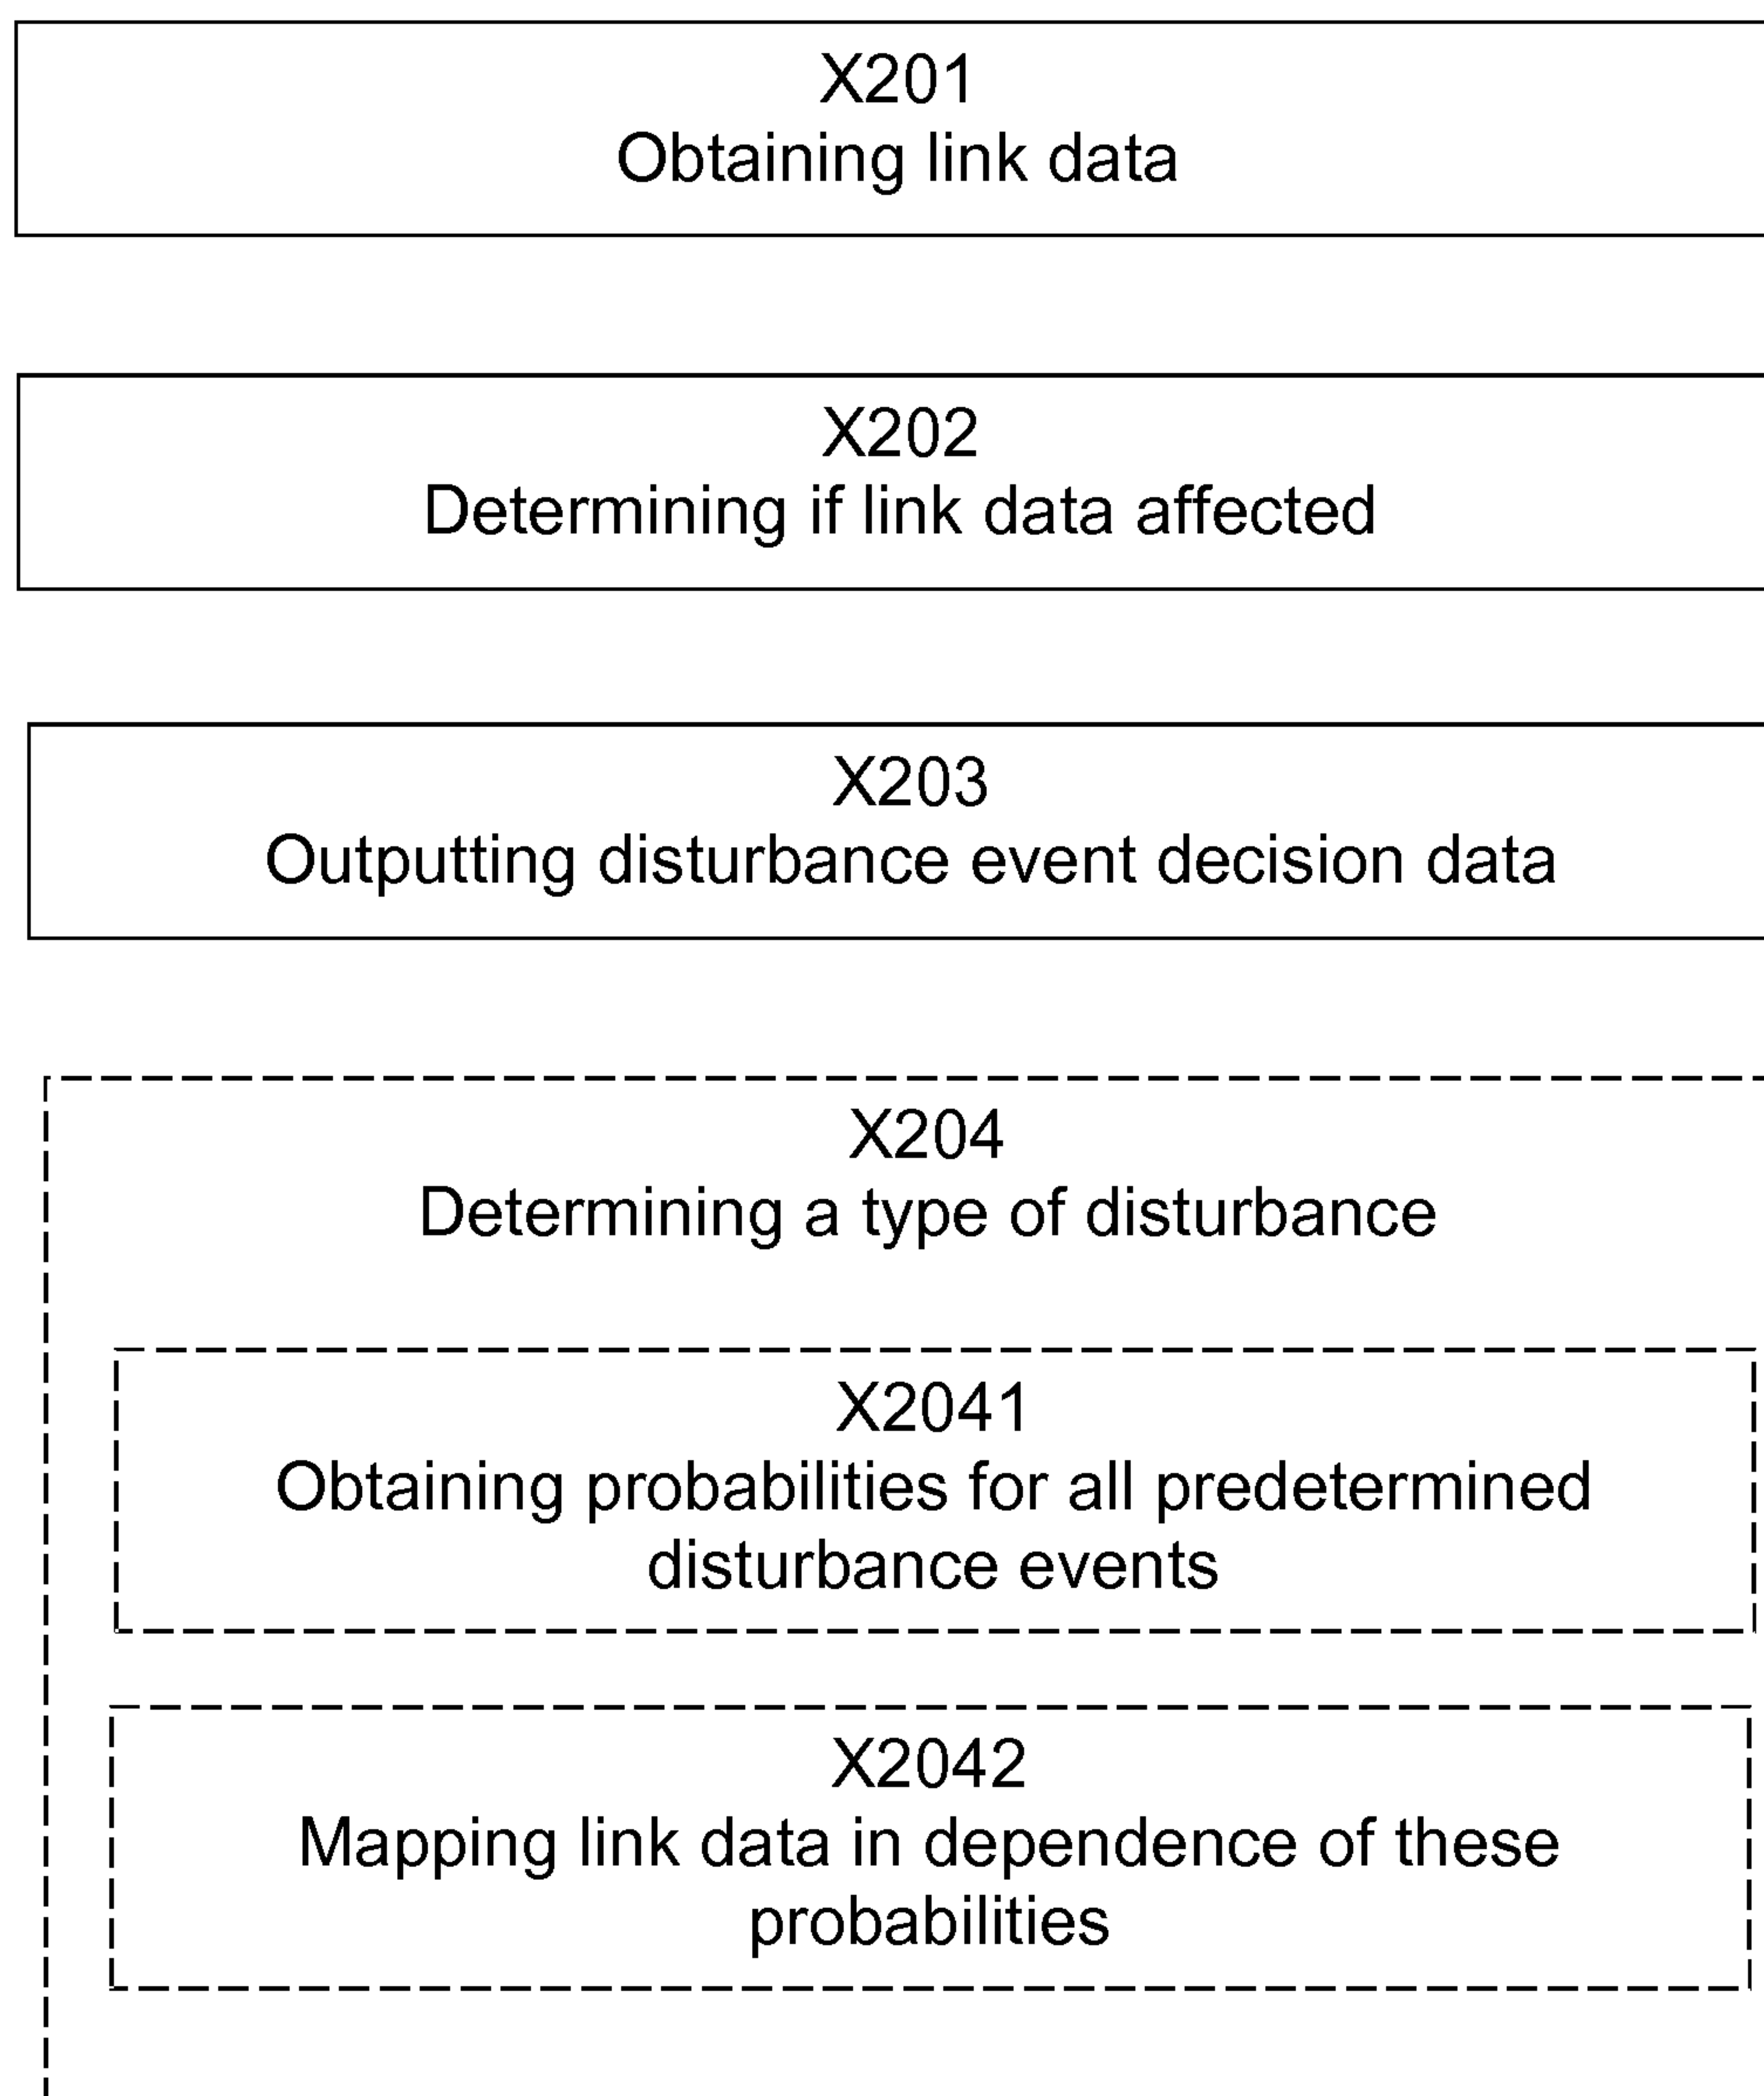 X201
Obtaining link data
X202
Determining if link data affected
X203
Outputting disturbance event decision data
X204
Determining a type of disturbance
X2041
Obtaining probabilities for all predetermined
disturbance events
X2042
Mapping link data in dependence of these
probabilities